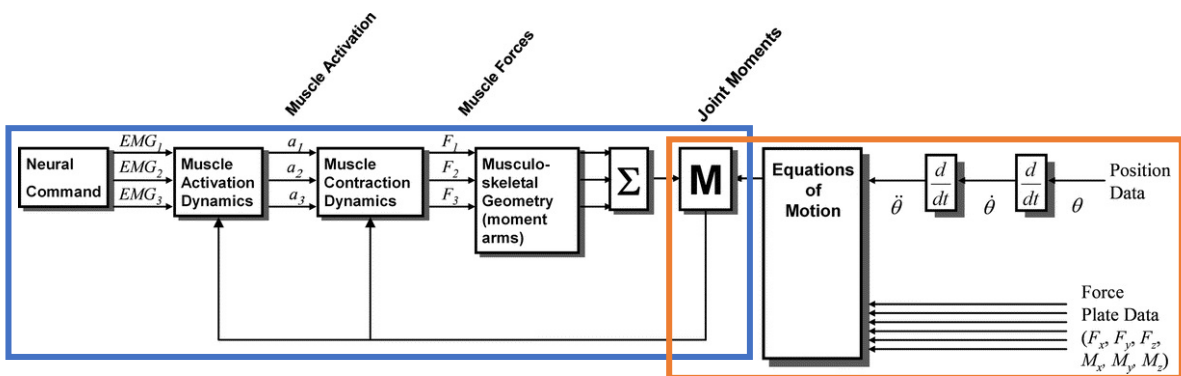 Muscle Activation
Muscle Forces
Joint Moments
Neural
Command
EMG1
EMG2
EMG3
Muscle
Activation
Dynamics
a1
a2
a3
Muscle
Contraction
Dynamics
F1
F2
F3
Musculo-
skeletal
Geometry
(moment
arms)
Σ
M
Equations
of
Motion
θ̈
d
dt
θ̇
d
dt
θ
Position
Data
Force
Plate Data
(Fx, Fy, Fz,
Mx, My, Mz)